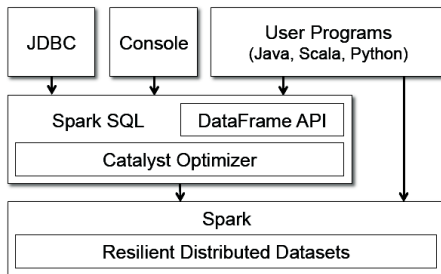 JDBC
Console
User Programs
(Java, Scala, Python)
Spark SQL
DataFrame API
Catalyst Optimizer
Spark
Resilient Distributed Datasets